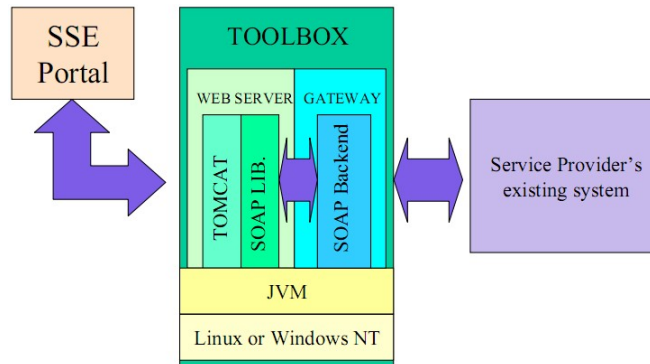 SSE
Portal
TOOLBOX
WEB SERVER
GATEWAY
TOMCAT
SOAP LIB.
SOAP Backend
Service Provider's
existing system
JVM
Linux or Windows NT